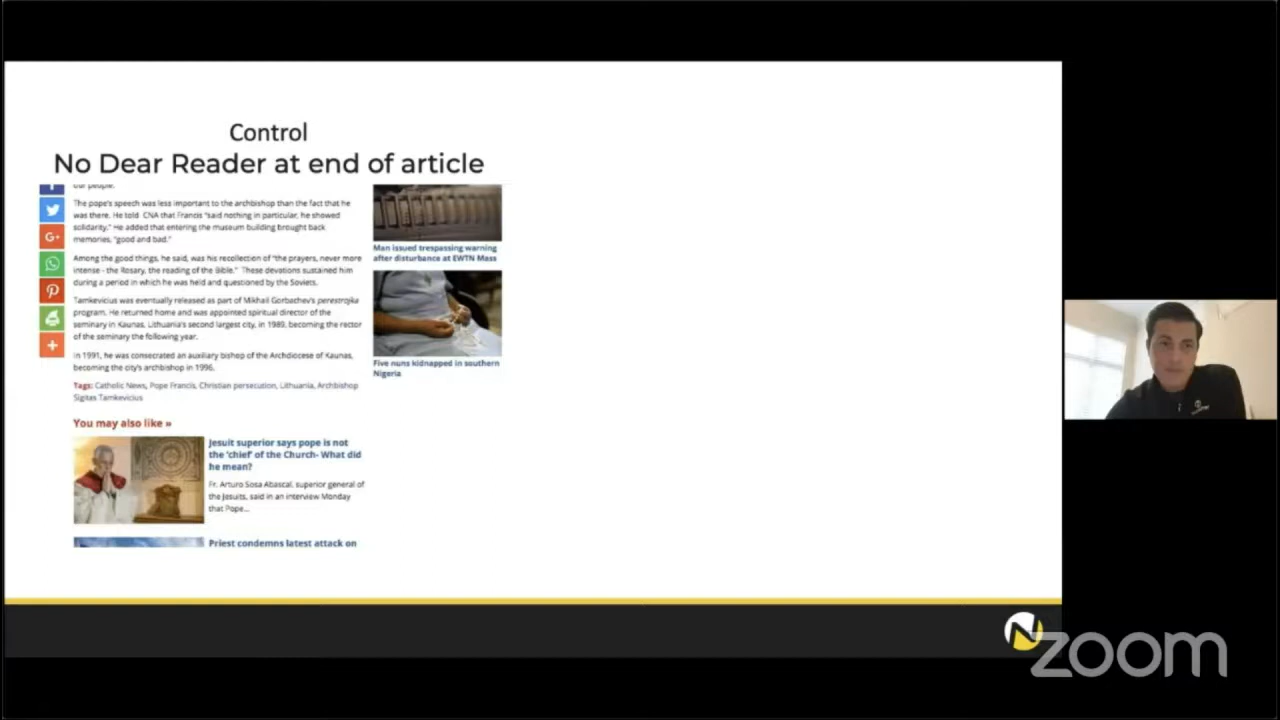 Control
No Dear Reader at end of article
our people.
The pope's speech was less important to the archbishop than the fact that he
was there. He told CNA that Francis "said nothing in particular, he showed
solidarity." He added that entering the museum building brought back
memories, "good and bad."
Among the good things, he said, was his recollection of "the prayers, never more
intense - the Rosary, the reading of the Bible." These devotions sustained him
during a period in which he was held and questioned by the Soviets.
Tamkevicius was eventually released as part of Mikhail Gorbachev's perestrojka
program. He returned home and was appointed spiritual director of the
seminary in Kaunas, Lithuania's second largest city, in 1989, becoming the rector
of the seminary the following year.
In 1991, he was consecrated an auxiliary bishop of the Archdiocese of Kaunas,
becoming the city's archbishop in 1996.
Tags: Catholic News, Pope Francis, Christian persecution, Lithuania, Archbishop
Sigitas Tamkevicius
You may also like »
Jesuit superior says pope is not
the 'chief' of the Church- What did
he mean?
Fr. Arturo Sosa Abascal, superior general of
the Jesuits, said in an interview Monday
that Pope...
Priest condemns latest attack on
Man issued trespassing warning
after disturbance at EWTN Mass
Five nuns kidnapped in southern
Nigeria
G+
N
zoom